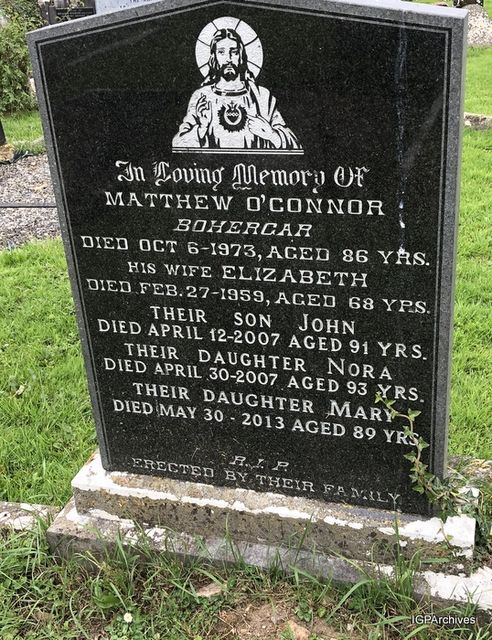 In Loving Memory Of
MATTHEW O'CONNOR
BOHERGAR
DIED OCT 6-1973, AGED 86 YRS.
HIS WIFE ELIZABETH
DIED FEB. 27-1959, AGED 68 YRS.
THEIR SON JOHN
DIED APRIL 12-2007 AGED 91 YRS.
THEIR DAUGHTER NORA
DIED APRIL 30-2007 AGED 93 YRS.
THEIR DAUGHTER MARY
DIED MAY 30 - 2013 AGED 89 YRS
R.I.P.
ERECTED BY THEIR FAMILY
IGPArchives